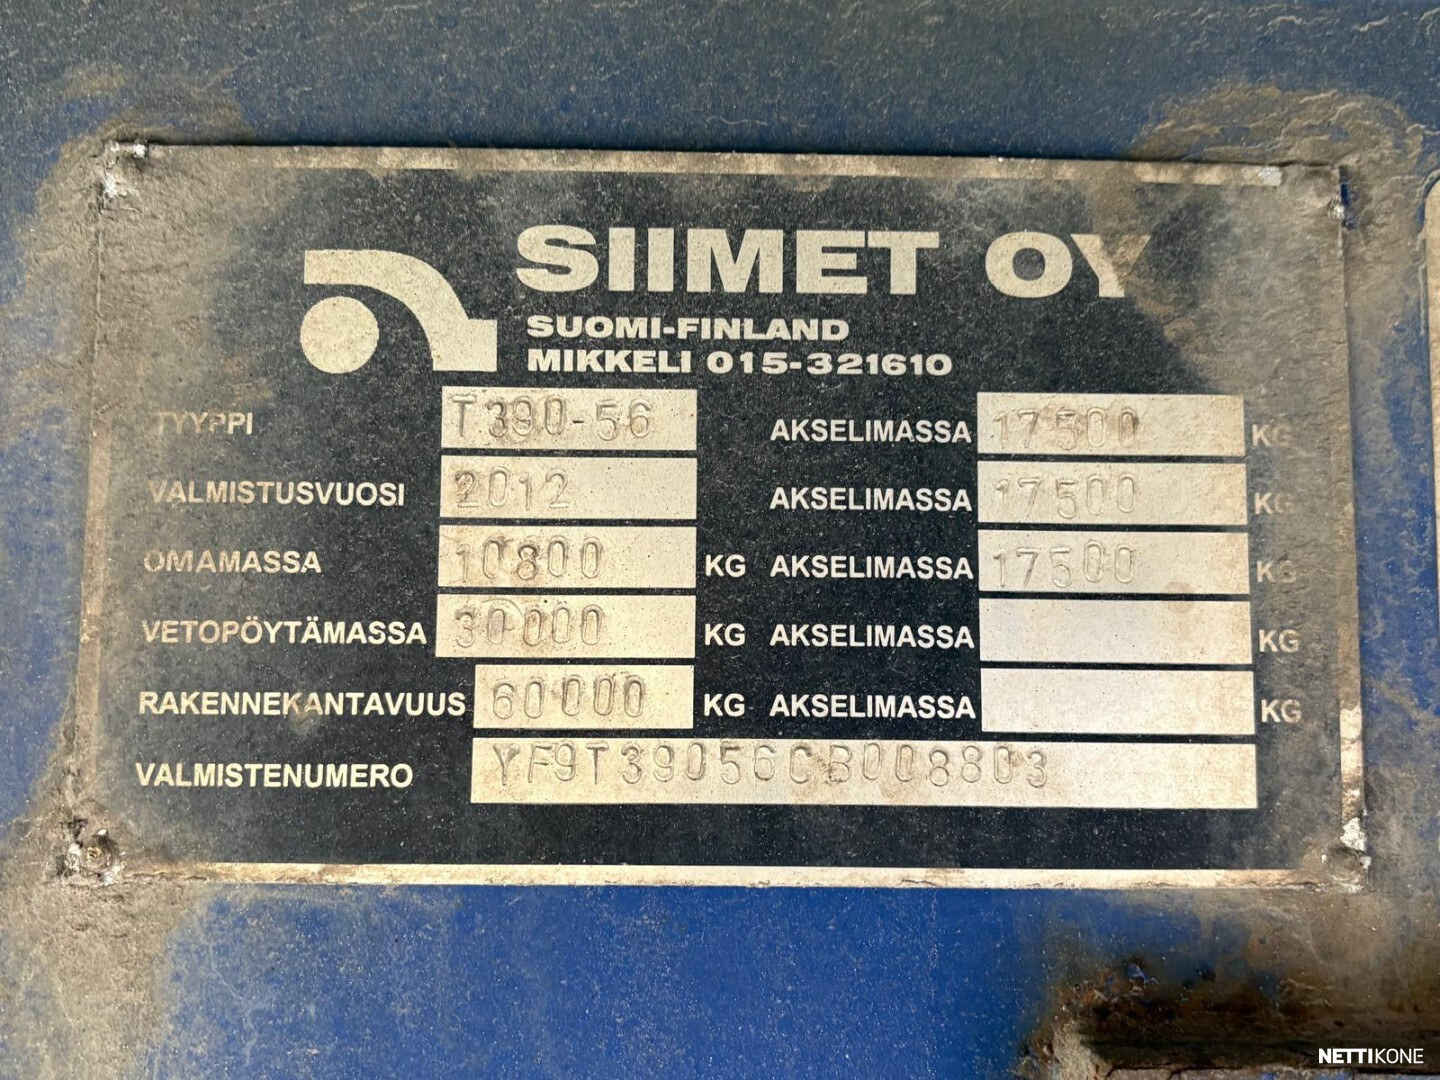 SIIMET OY
SUOMI-FINLAND
MIKKELI 015-321610
TYYPPI T390-56 AKSELIMASSA 17500 KG
VALMISTUSVUOSI 2012 AKSELIMASSA 17500 KG
OMAMASSA 10800 KG AKSELIMASSA 17500 KG
VETOPÖYTÄMASSA 30000 KG AKSELIMASSA KG
RAKENNEKANTAVUUS 60000 KG AKSELIMASSA KG
VALMISTENUMERO YF9T39056CB008803
NETTIKONE